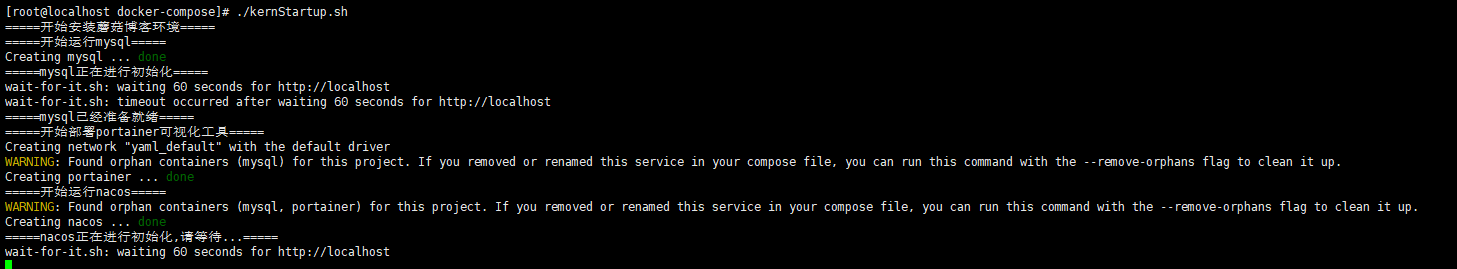 [root@localhost docker-compose]# ./kernStartup.sh
=====开始安装蘑菇博客环境=====
=====开始运行mysql=====
Creating mysql ... done
=====mysql正在进行初始化=====
wait-for-it.sh: waiting 60 seconds for http://localhost
wait-for-it.sh: timeout occurred after waiting 60 seconds for http://localhost
=====mysql已经准备就绪=====
=====开始部署portainer可视化工具=====
Creating network "yaml_default" with the default driver
WARNING: Found orphan containers (mysql) for this project. If you removed or renamed this service in your compose file, you can run this command with the --remove-orphans flag to clean it up.
Creating portainer ... done
=====开始运行nacos=====
WARNING: Found orphan containers (mysql, portainer) for this project. If you removed or renamed this service in your compose file, you can run this command with the --remove-orphans flag to clean it up.
Creating nacos ... done
=====nacos正在进行初始化,请等待...=====
wait-for-it.sh: waiting 60 seconds for http://localhost